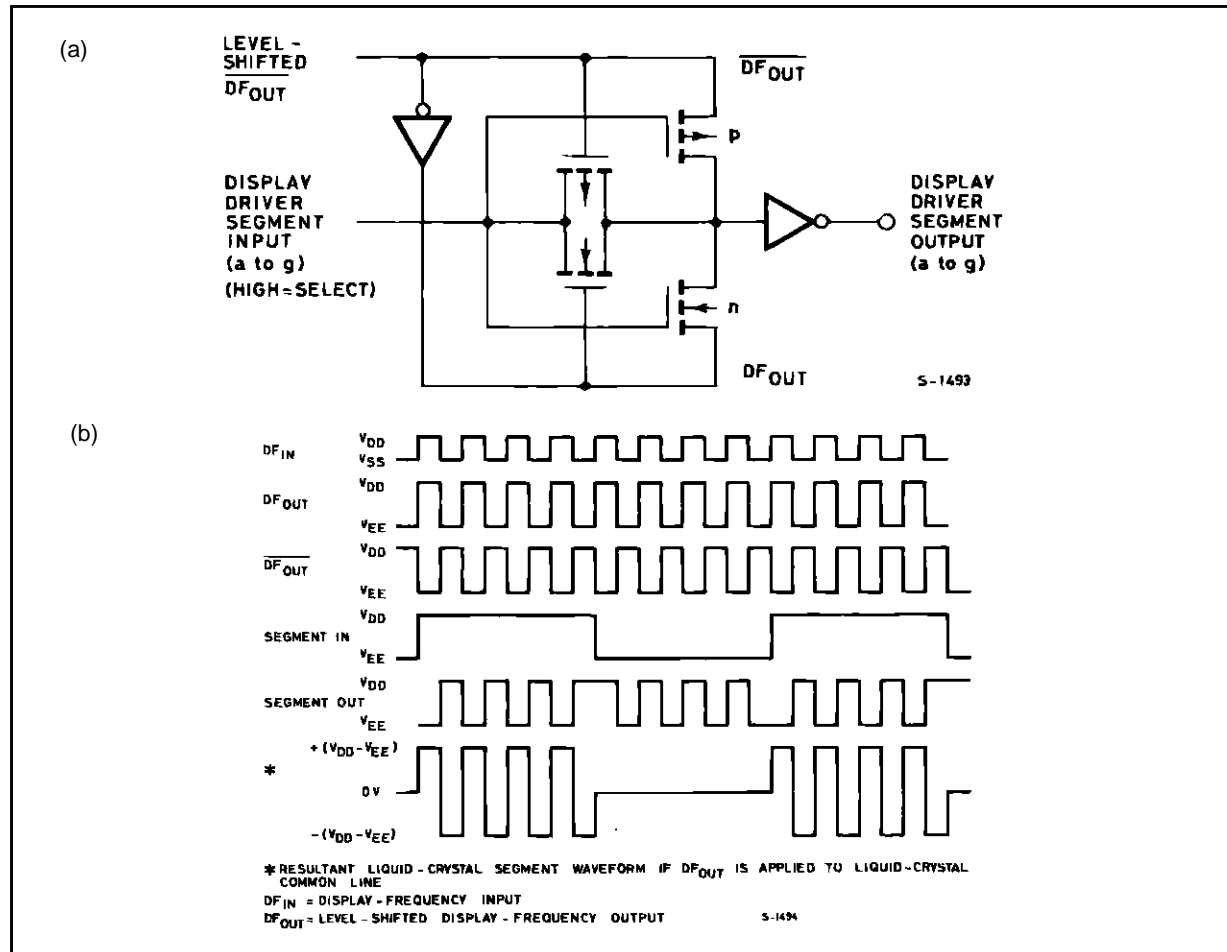 (a)
LEVEL-
SHIFTED
DF_OUT
DF_OUT
p
DISPLAY
DRIVER
SEGMENT
INPUT
(a to g)
(HIGH=SELECT)
DISPLAY
DRIVER
SEGMENT
OUTPUT
(a to g)
n
DF_OUT
S-1493
(b)
DF_IN
V_DD
V_SS
DF_OUT
V_DD
V_EE
DF_OUT
V_DD
V_EE
SEGMENT IN
V_DD
V_EE
SEGMENT OUT
V_DD
V_EE
*
+(V_DD-V_EE)
0V
-(V_DD-V_EE)
* RESULTANT LIQUID-CRYSTAL SEGMENT WAVEFORM IF DF_OUT IS APPLIED TO LIQUID-CRYSTAL
COMMON LINE
DF_IN = DISPLAY-FREQUENCY INPUT
DF_OUT = LEVEL-SHIFTED DISPLAY-FREQUENCY OUTPUT
S-1494